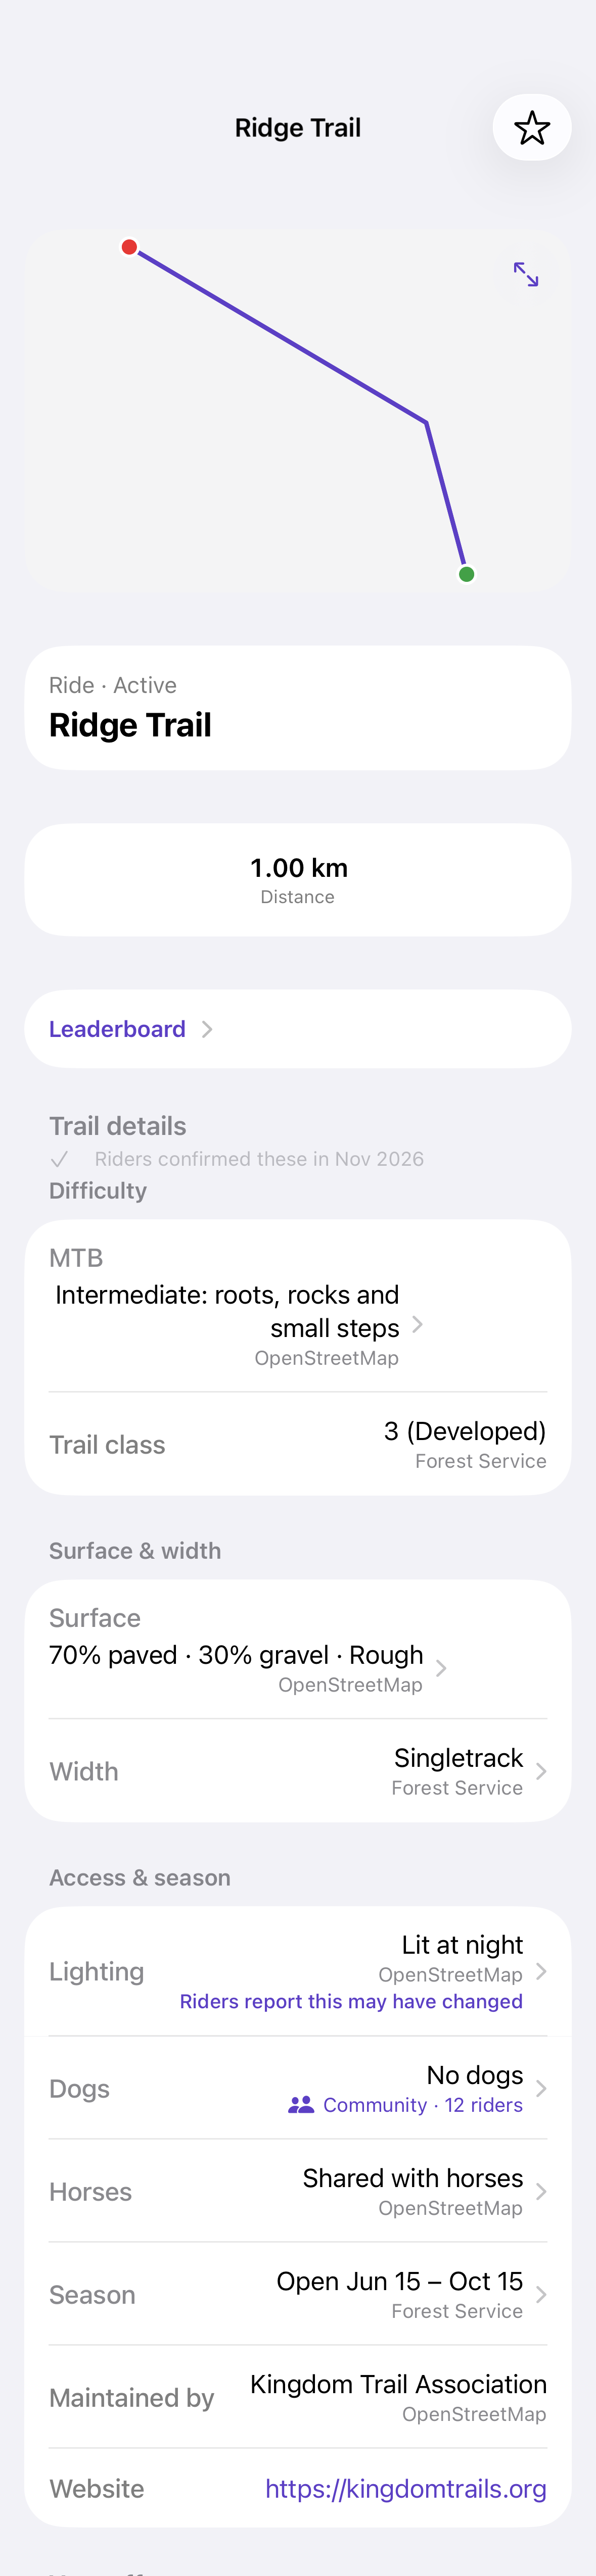 Ridge Trail
Ride · Active
Ridge Trail
1.00 km
Distance
Leaderboard
Trail details
Riders confirmed these in Nov 2026
Difficulty
MTB
Intermediate: roots, rocks and
small steps
OpenStreetMap
Trail class
3 (Developed)
Forest Service
Surface & width
Surface
70% paved · 30% gravel · Rough
OpenStreetMap
Width
Singletrack
Forest Service
Access & season
Lighting
Lit at night
OpenStreetMap
Riders report this may have changed
Dogs
No dogs
Community · 12 riders
Horses
Shared with horses
OpenStreetMap
Season
Open Jun 15 – Oct 15
Forest Service
Maintained by
Kingdom Trail Association
OpenStreetMap
Website
https://kingdomtrails.org